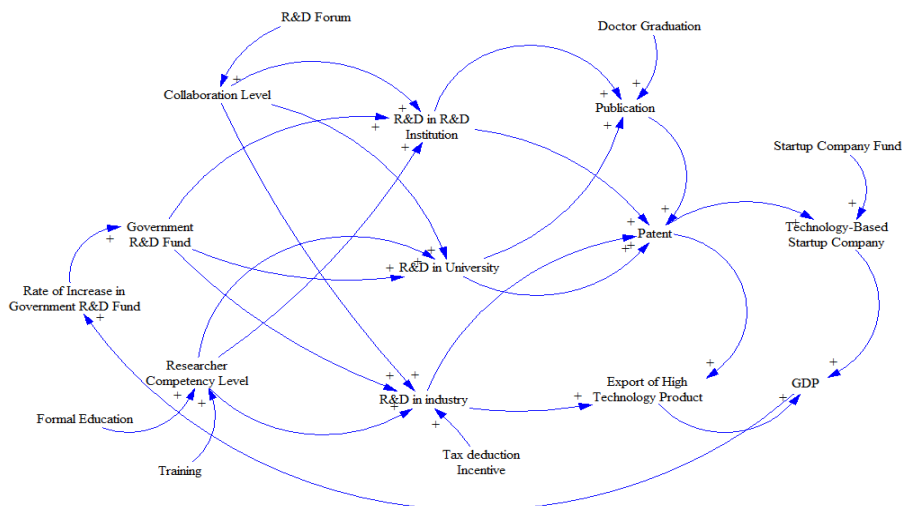 R&D Forum
Doctor Graduation
Collaboration Level
R&D in R&D
Institution
Publication
Startup Company Fund
Government
R&D Fund
Patent
Technology-Based
Startup Company
R&D in University
Rate of Increase in
Government R&D Fund
Researcher
Competency Level
R&D in industry
Export of High
Technology Product
GDP
Formal Education
Training
Tax deduction
Incentive